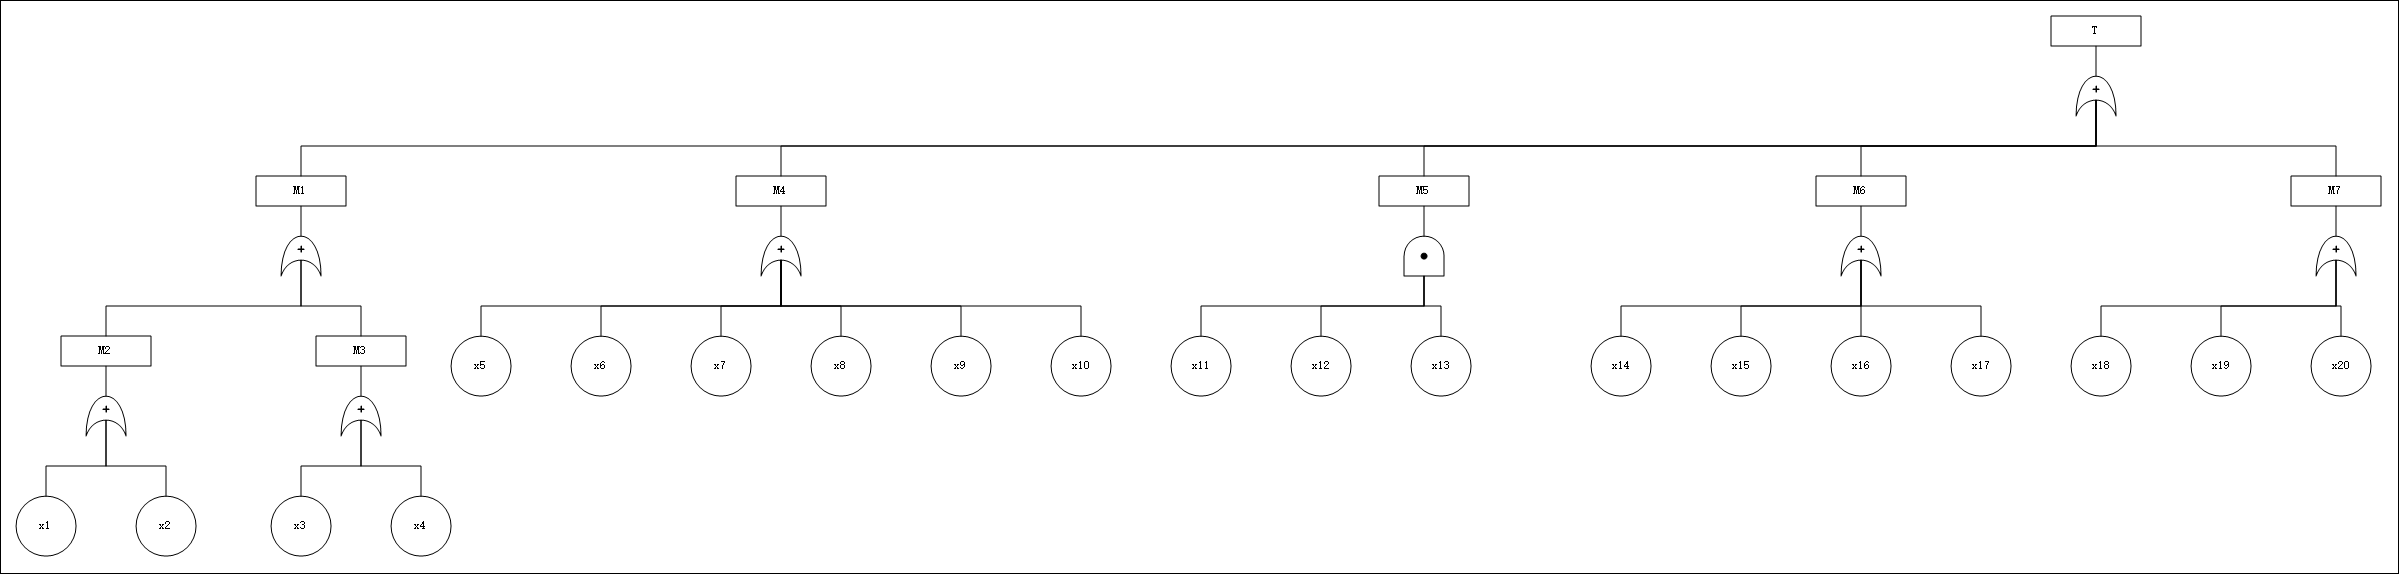 T
+
M1 M4 M5 M6 M7
+ + + +
M2 M3 x5 x6 x7 x8 x9 x10 x11 x12 x13 x14 x15 x16 x17 x18 x19 x20
+ +
x1 x2 x3 x4